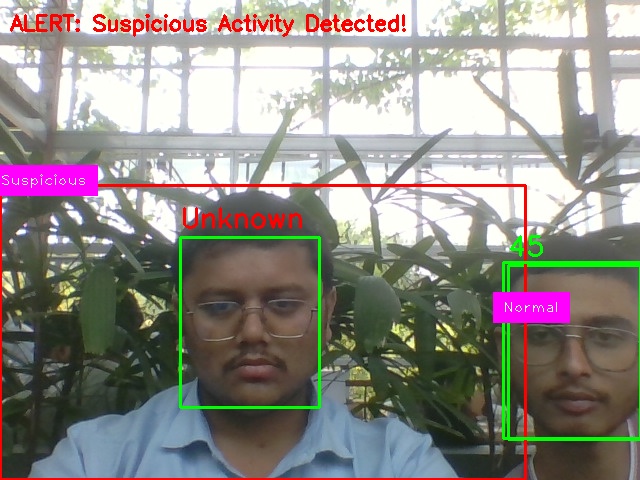 ALERT: Suspicious Activity Detected!
Suspicious
Unknown
45
Normal